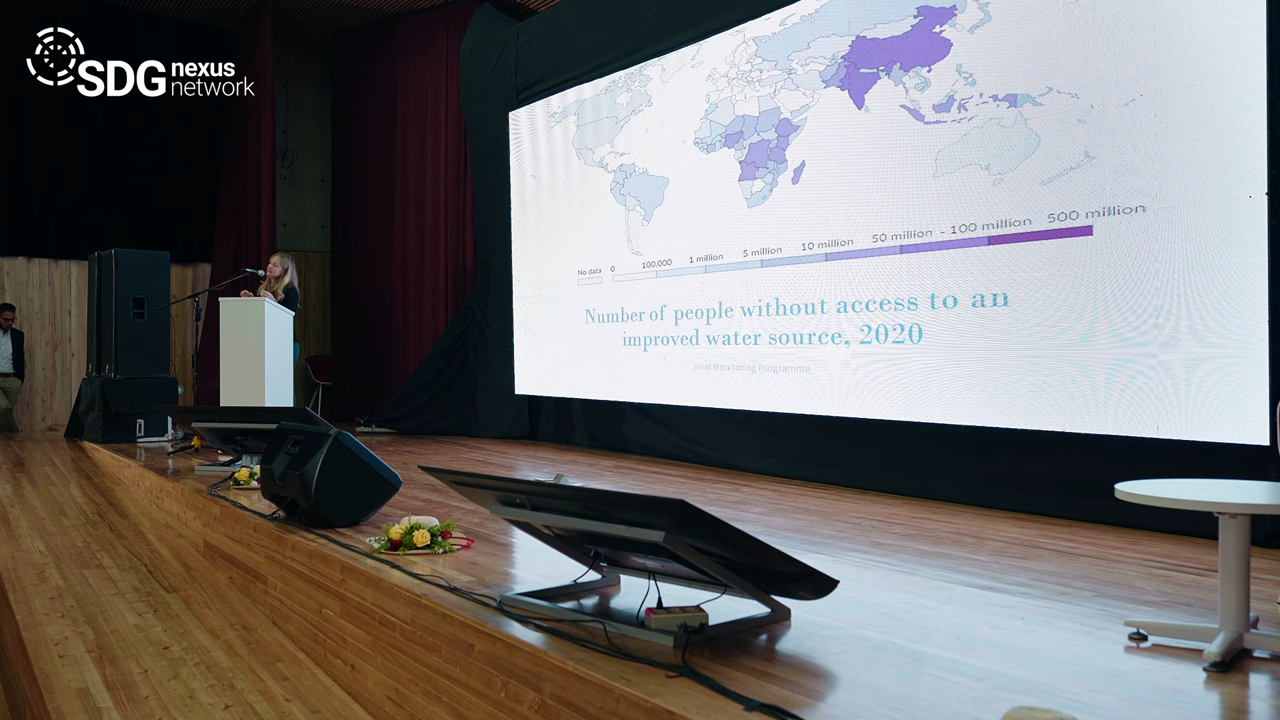 SDG nexus
network
No data 0 100,000 1 million 5 million 10 million 50 million - 100 million 500 million
Number of people without access to an
improved water source, 2020
Joint Monitoring Programme